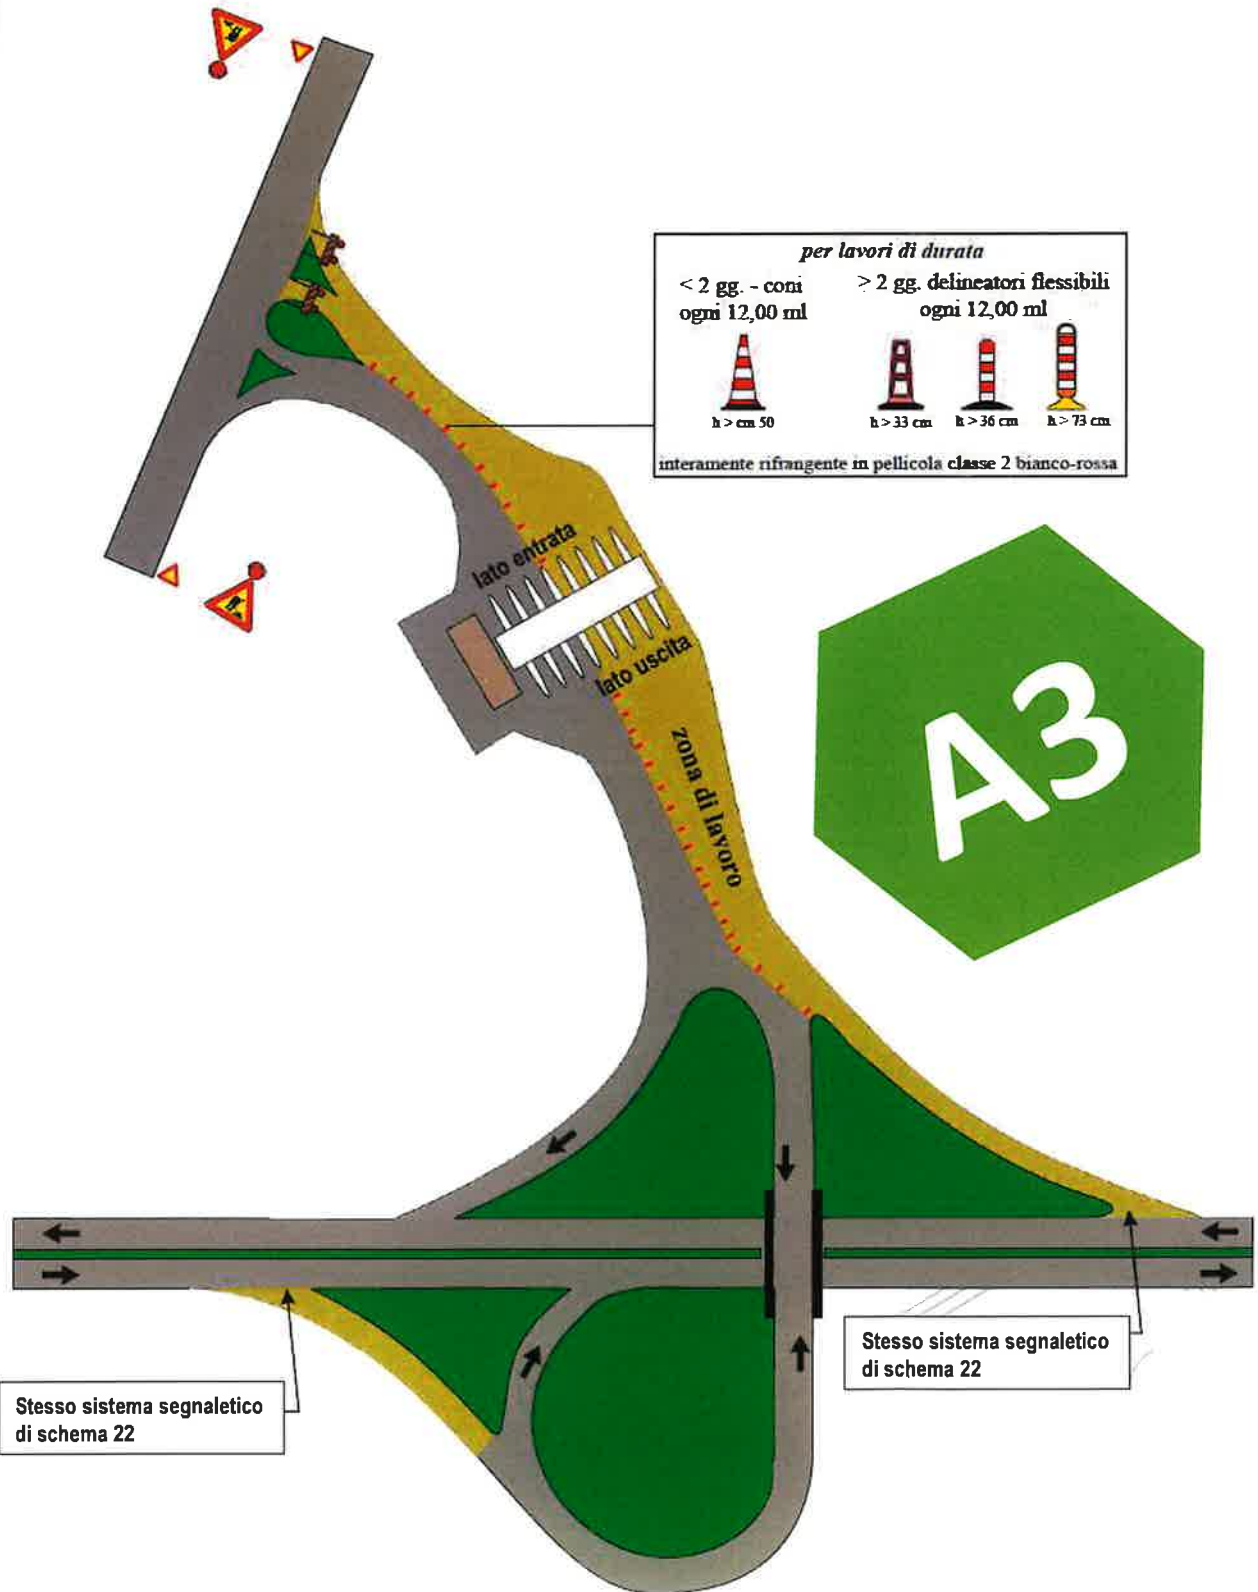 per lavori di durata
< 2 gg. - coni
ogni 12,00 ml
> 2 gg. delineatori flessibili
ogni 12,00 ml
h > cm 50
h > 33 cm
h > 36 cm
h > 73 cm
interamente rifrangente in pellicola classe 2 bianco-rossa
lato entrata
lato uscita
A3
zona di lavoro
Stesso sistema segnaletico
di schema 22
Stesso sistema segnaletico
di schema 22